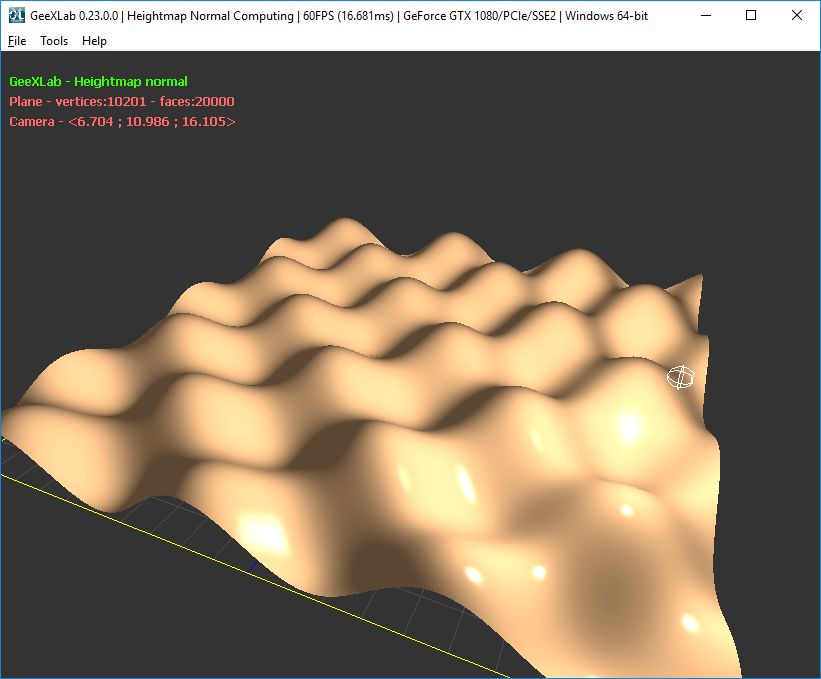 GeeXLab 0.23.0.0 | Heightmap Normal Computing | 60FPS (16.681ms) | GeForce GTX 1080/PCIe/SSE2 | Windows 64-bit
File Tools Help
GeeXLab - Heightmap normal
Plane - vertices:10201 - faces:20000
Camera - <6.704 ; 10.986 ; 16.105>